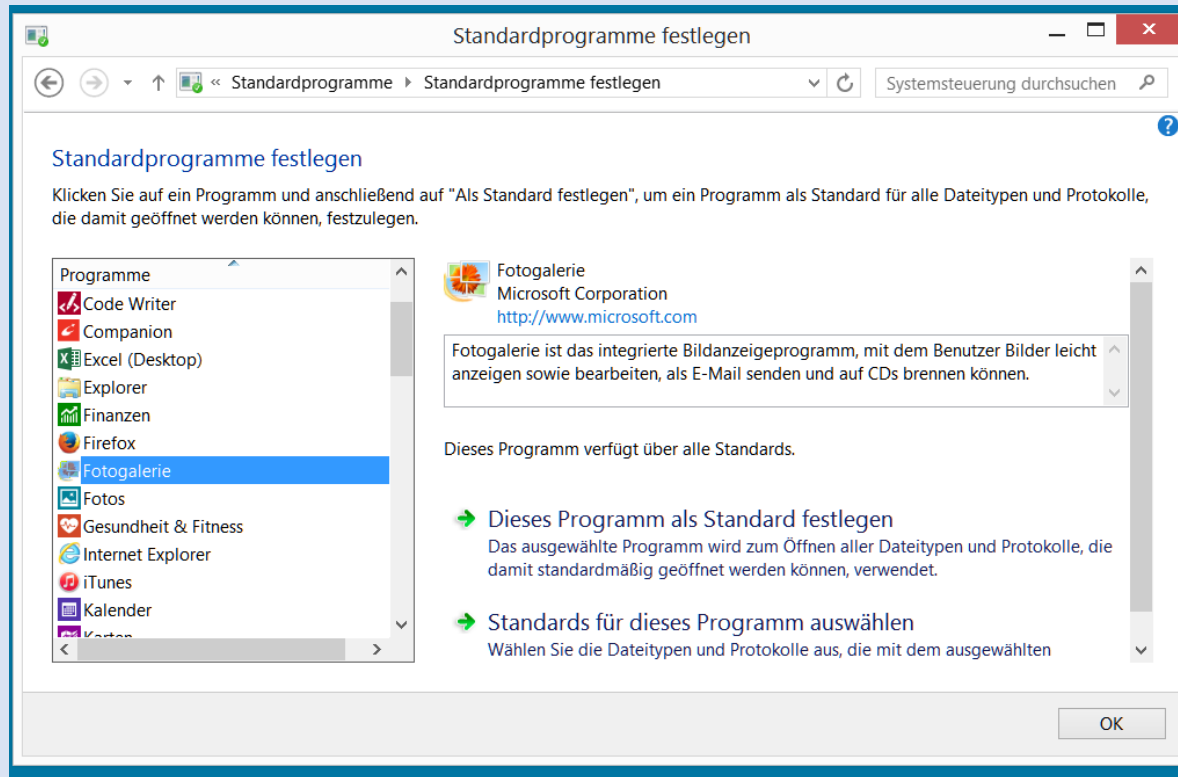 Standardprogramme festlegen
« Standardprogramme Standardprogramme festlegen
Systemsteuerung durchsuchen
Standardprogramme festlegen
Klicken Sie auf ein Programm und anschließend auf "Als Standard festlegen", um ein Programm als Standard für alle Dateitypen und Protokolle,
die damit geöffnet werden können, festzulegen.
Programme
Code Writer
Companion
Excel (Desktop)
Explorer
Finanzen
Firefox
Fotogalerie
Fotos
Gesundheit & Fitness
Internet Explorer
iTunes
Kalender
Karten
Fotogalerie
Microsoft Corporation
http://www.microsoft.com
Fotogalerie ist das integrierte Bildanzeigeprogramm, mit dem Benutzer Bilder leicht
anzeigen sowie bearbeiten, als E-Mail senden und auf CDs brennen können.
Dieses Programm verfügt über alle Standards.
Dieses Programm als Standard festlegen
Das ausgewählte Programm wird zum Öffnen aller Dateitypen und Protokolle, die
damit standardmäßig geöffnet werden können, verwendet.
Standards für dieses Programm auswählen
Wählen Sie die Dateitypen und Protokolle aus, die mit dem ausgewählten
OK